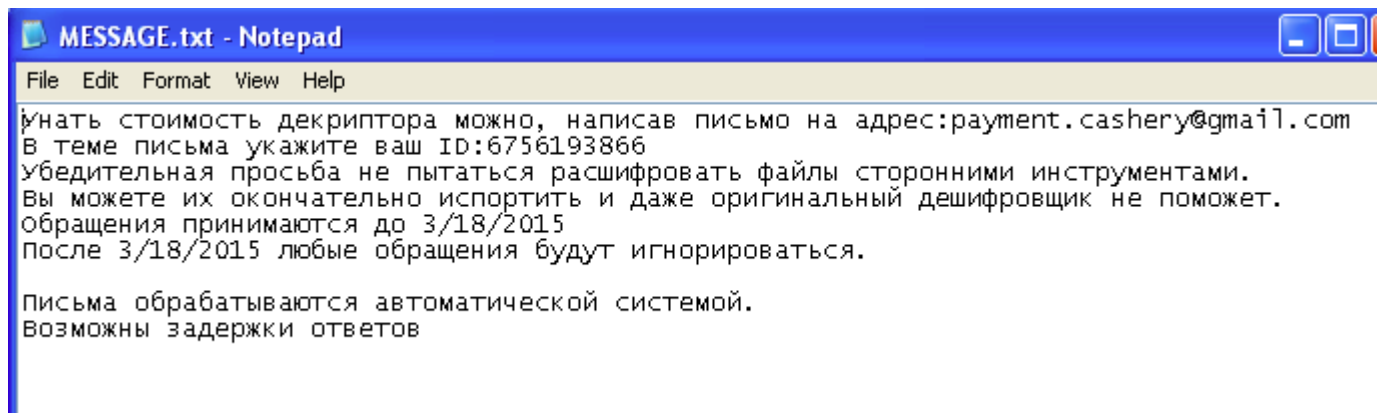 MESSAGE.txt - Notepad
File Edit Format View Help
Унать стоимость декриптора можно, написав письмо на адрес:payment.cashery@gmail.com
В теме письма укажите ваш ID:6756193866
Убедительная просьба не пытаться расшифровать файлы сторонними инструментами.
Вы можете их окончательно испортить и даже оригинальный дешифровщик не поможет.
Обращения принимаются до 3/18/2015
После 3/18/2015 любые обращения будут игнорироваться.
Письма обрабатываются автоматической системой.
Возможны задержки ответов